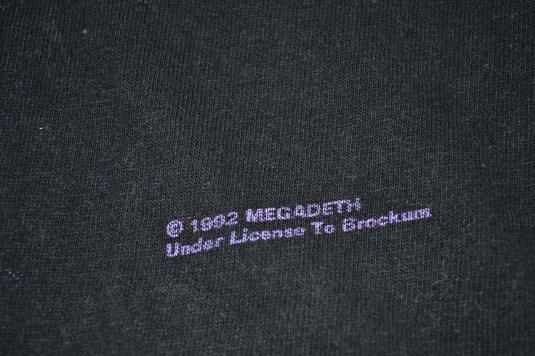 © 1992 MEGADETH
Under License To Brockum